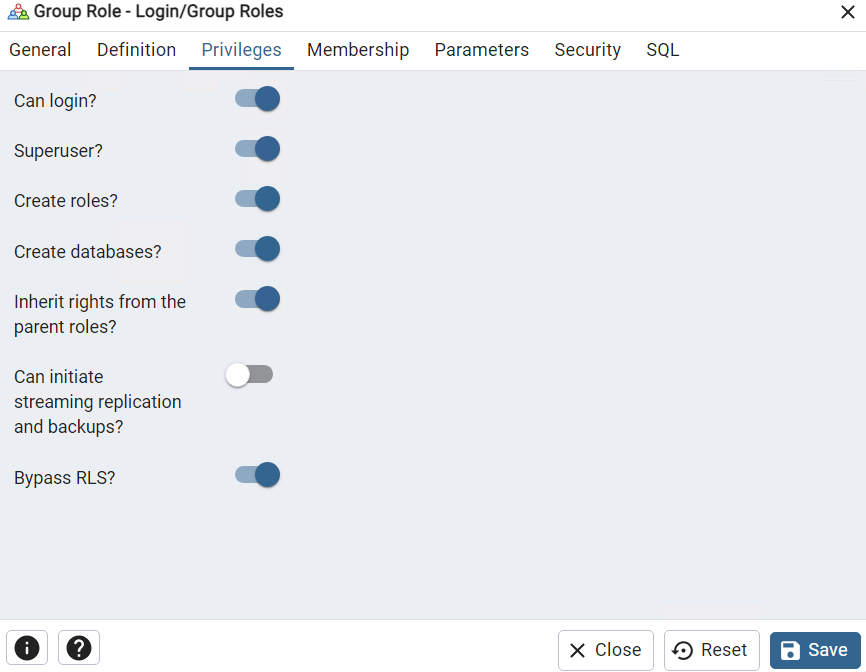 Group Role - Login/Group Roles
General Definition Privileges Membership Parameters Security SQL
Can login?
Superuser?
Create roles?
Create databases?
Inherit rights from the
parent roles?
Can initiate
streaming replication
and backups?
Bypass RLS?
Close Reset Save